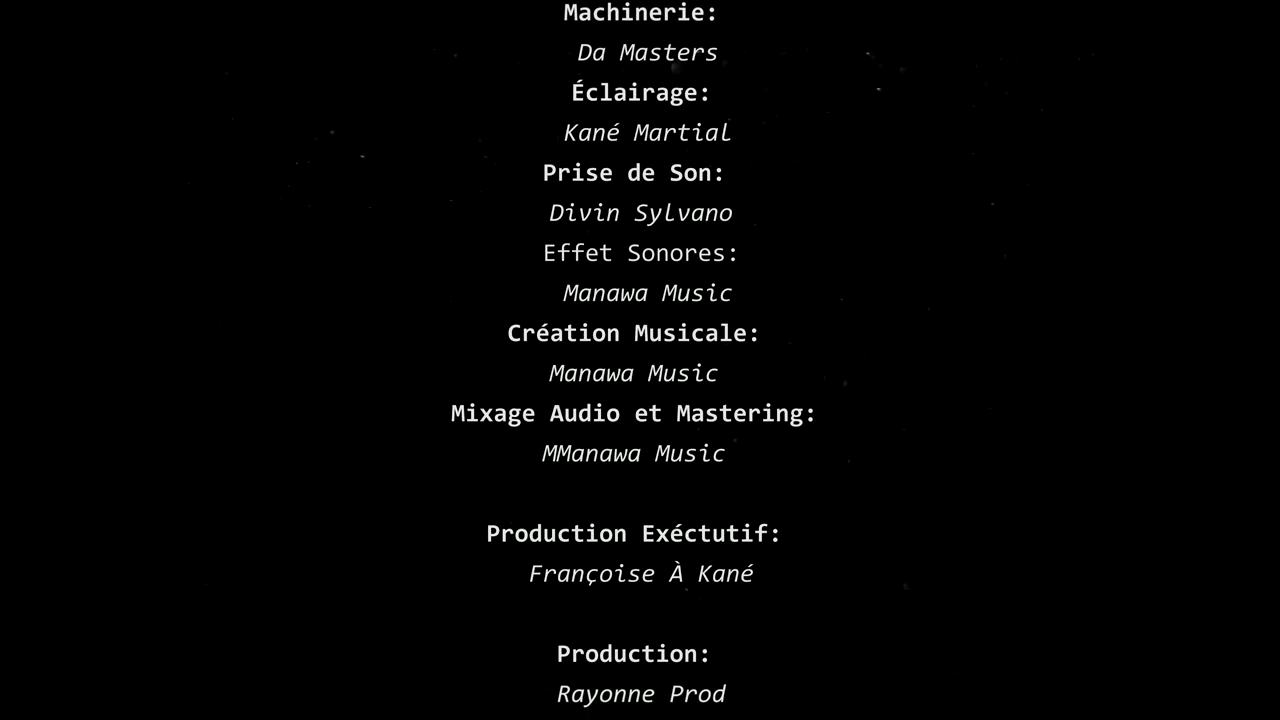 Machinerie:
Da Masters
Éclairage:
Kané Martial
Prise de Son:
Divin Sylvano
Effet Sonores:
Manawa Music
Création Musicale:
Manawa Music
Mixage Audio et Mastering:
MManawa Music
Production Exéctutif:
Françoise À Kané
Production:
Rayonne Prod